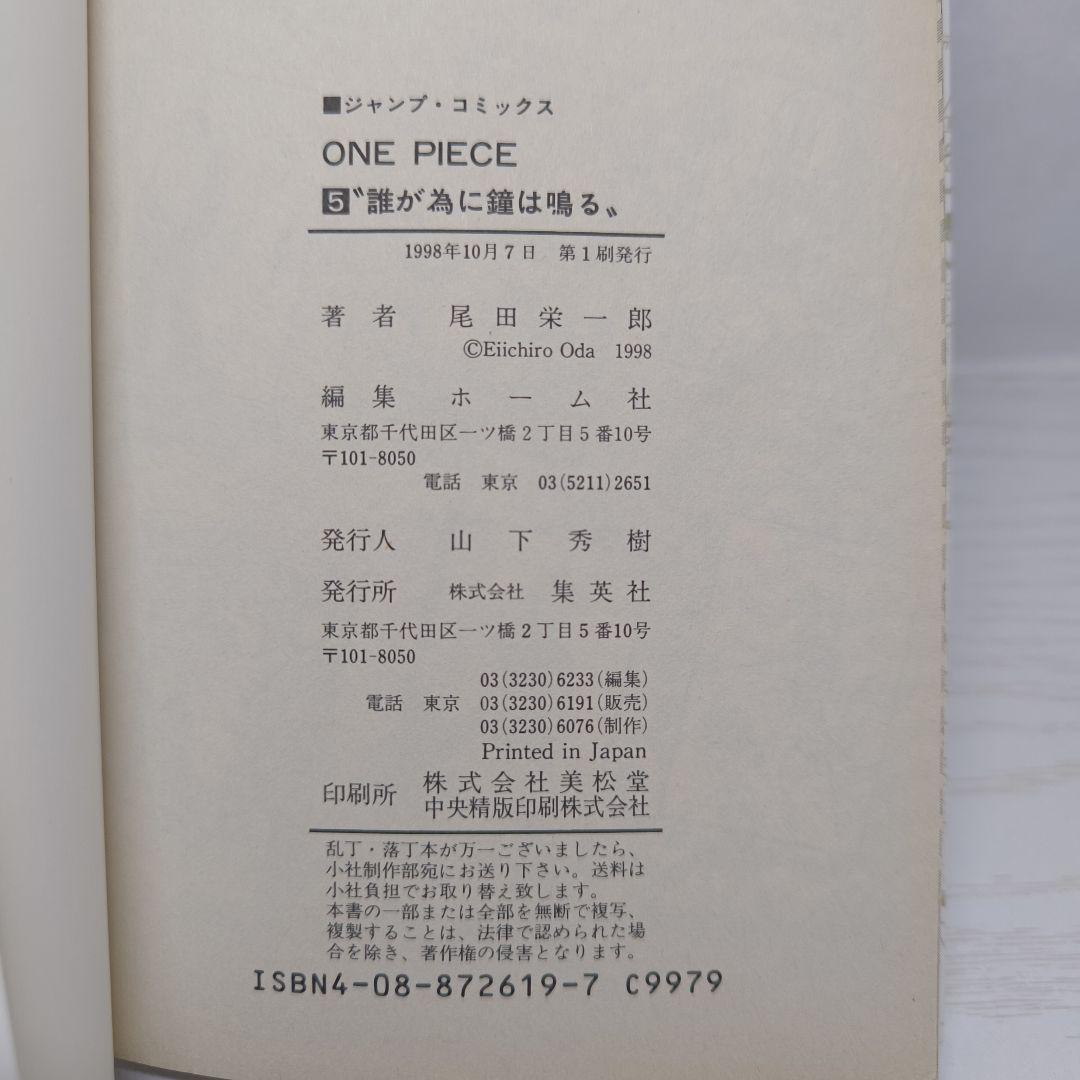 ■ジャンプ・コミックス
ONE PIECE
5〝誰が為に鐘は鳴る〟
1998年10月7日 第1刷発行
著者 尾田栄一郎
©Eiichiro Oda 1998
編集 ホーム社
東京都千代田区一ツ橋2丁目5番10号
〒101-8050
電話 東京 03(5211)2651
発行人 山下秀樹
発行所 株式会社 集英社
東京都千代田区一ツ橋2丁目5番10号
〒101-8050
03(3230)6233(編集)
電話 東京 03(3230)6191(販売)
03(3230)6076(制作)
Printed in Japan
印刷所 株式会社美松堂
中央精版印刷株式会社
乱丁・落丁本が万一ございましたら、
小社制作部宛にお送り下さい。送料は
小社負担でお取り替え致します。
本書の一部または全部を無断で複写、
複製することは、法律で認められた場
合を除き、著作権の侵害となります。
ISBN4-08-872619-7 C9979